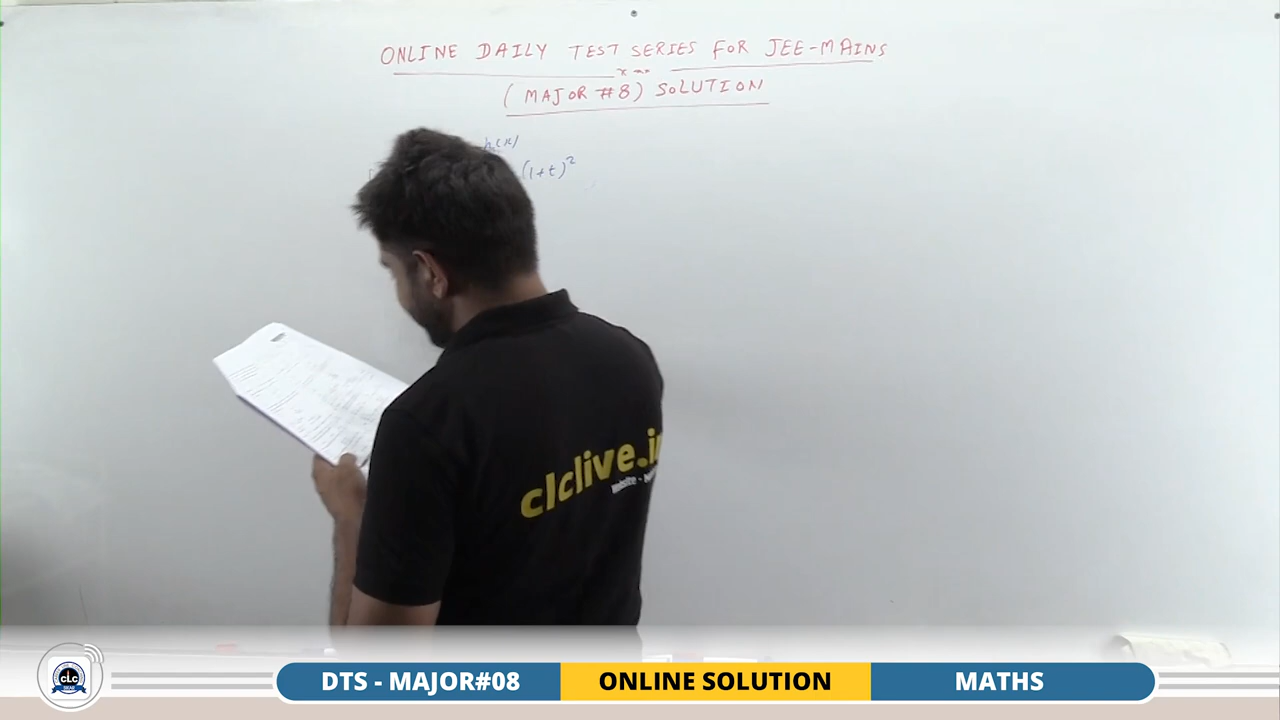 ONLINE DAILY TEST SERIES FOR JEE-MAINS
(MAJOR #8) SOLUTION
h(x)
(1+t)²
clclive.i
CLC
DTS - MAJOR#08
ONLINE SOLUTION
MATHS